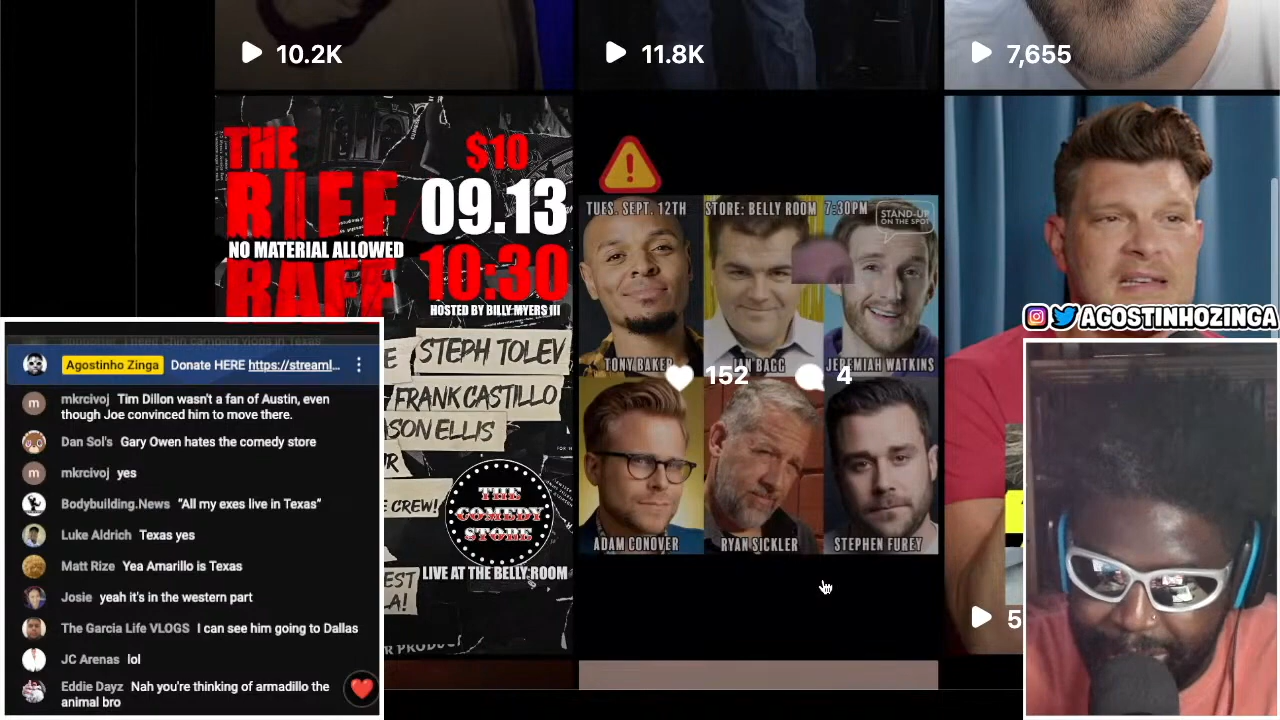 10.2K
11.8K
7,655
THE
RIFF
NO MATERIAL ALLOWED
RAFF
$10
09.13
10:30
HOSTED BY BILLY MYERS III
STEPH TOLEV
FRANK CASTILLO
SON ELLIS
CREW!
THE
COMEDY
STORE
LIVE AT THE BELLY ROOM
TUES. SEPT. 12TH STORE: BELLY ROOM 7:30PM
STAND-UP
ON THE SPOT
TONY BAKER IAN BAGG JEREMIAH WATKINS
152 4
ADAM CONOVER RYAN SICKLER STEPHEN FUREY
5
AGOSTINHOZINGA
Agostinho Zinga Donate HERE https://streaml...
mkrcivoj Tim Dillon wasn't a fan of Austin, even
though Joe convinced him to move there.
Dan Sol's Gary Owen hates the comedy store
mkrcivoj yes
Bodybuilding.News “All my exes live in Texas”
Luke Aldrich Texas yes
Matt Rize Yea Amarillo is Texas
Josie yeah it's in the western part
The Garcia Life VLOGS I can see him going to Dallas
JC Arenas lol
Eddie Dayz Nah you're thinking of armadillo the
animal bro